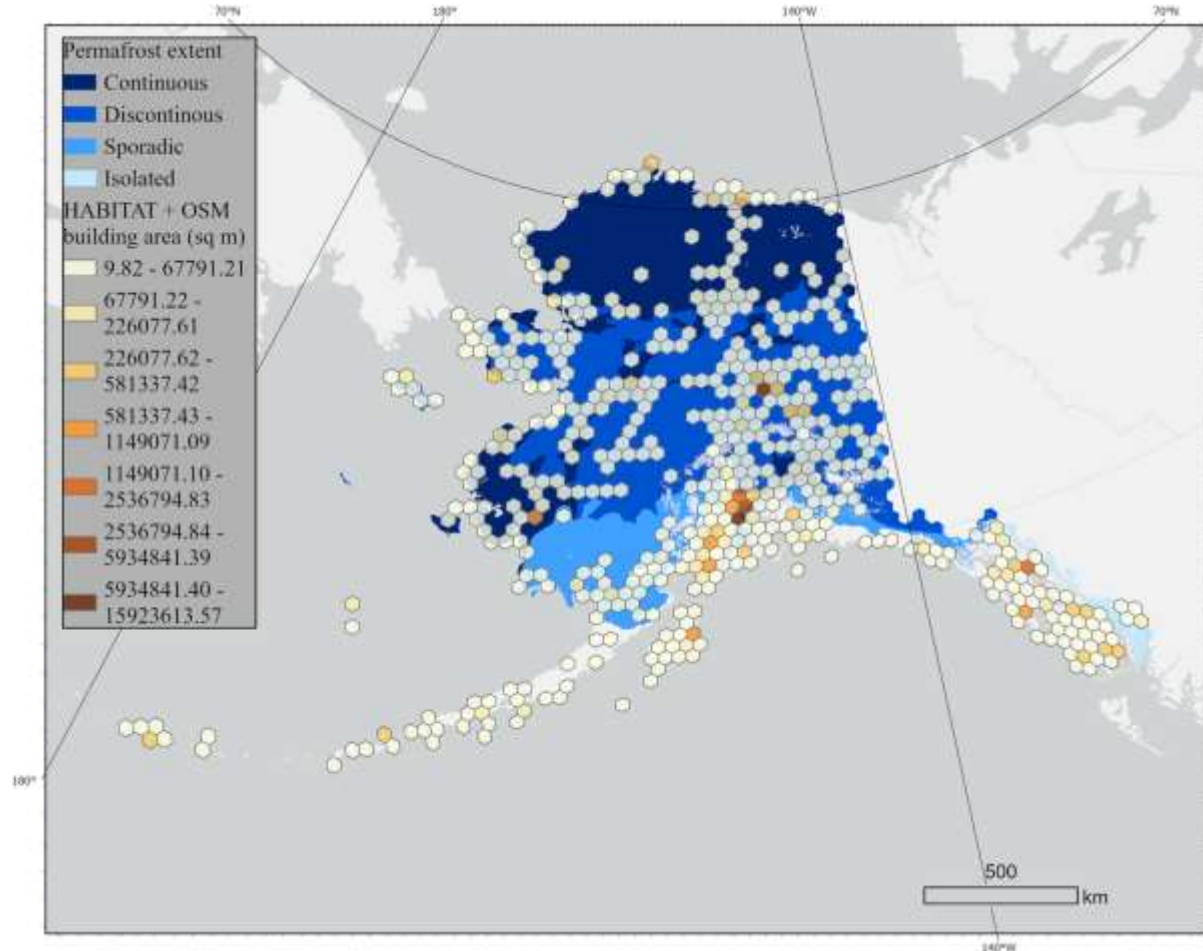 70°N 180° 140°W 70°N
Permafrost extent
Continuous
Discontinous
Sporadic
Isolated
HABITAT + OSM
building area (sq m)
9.82 - 67791.21
67791.22 -
226077.61
226077.62 -
581337.42
581337.43 -
1149071.09
1149071.10 -
2536794.83
2536794.84 -
5934841.39
5934841.40 -
15923613.57
180°
500
km
140°W